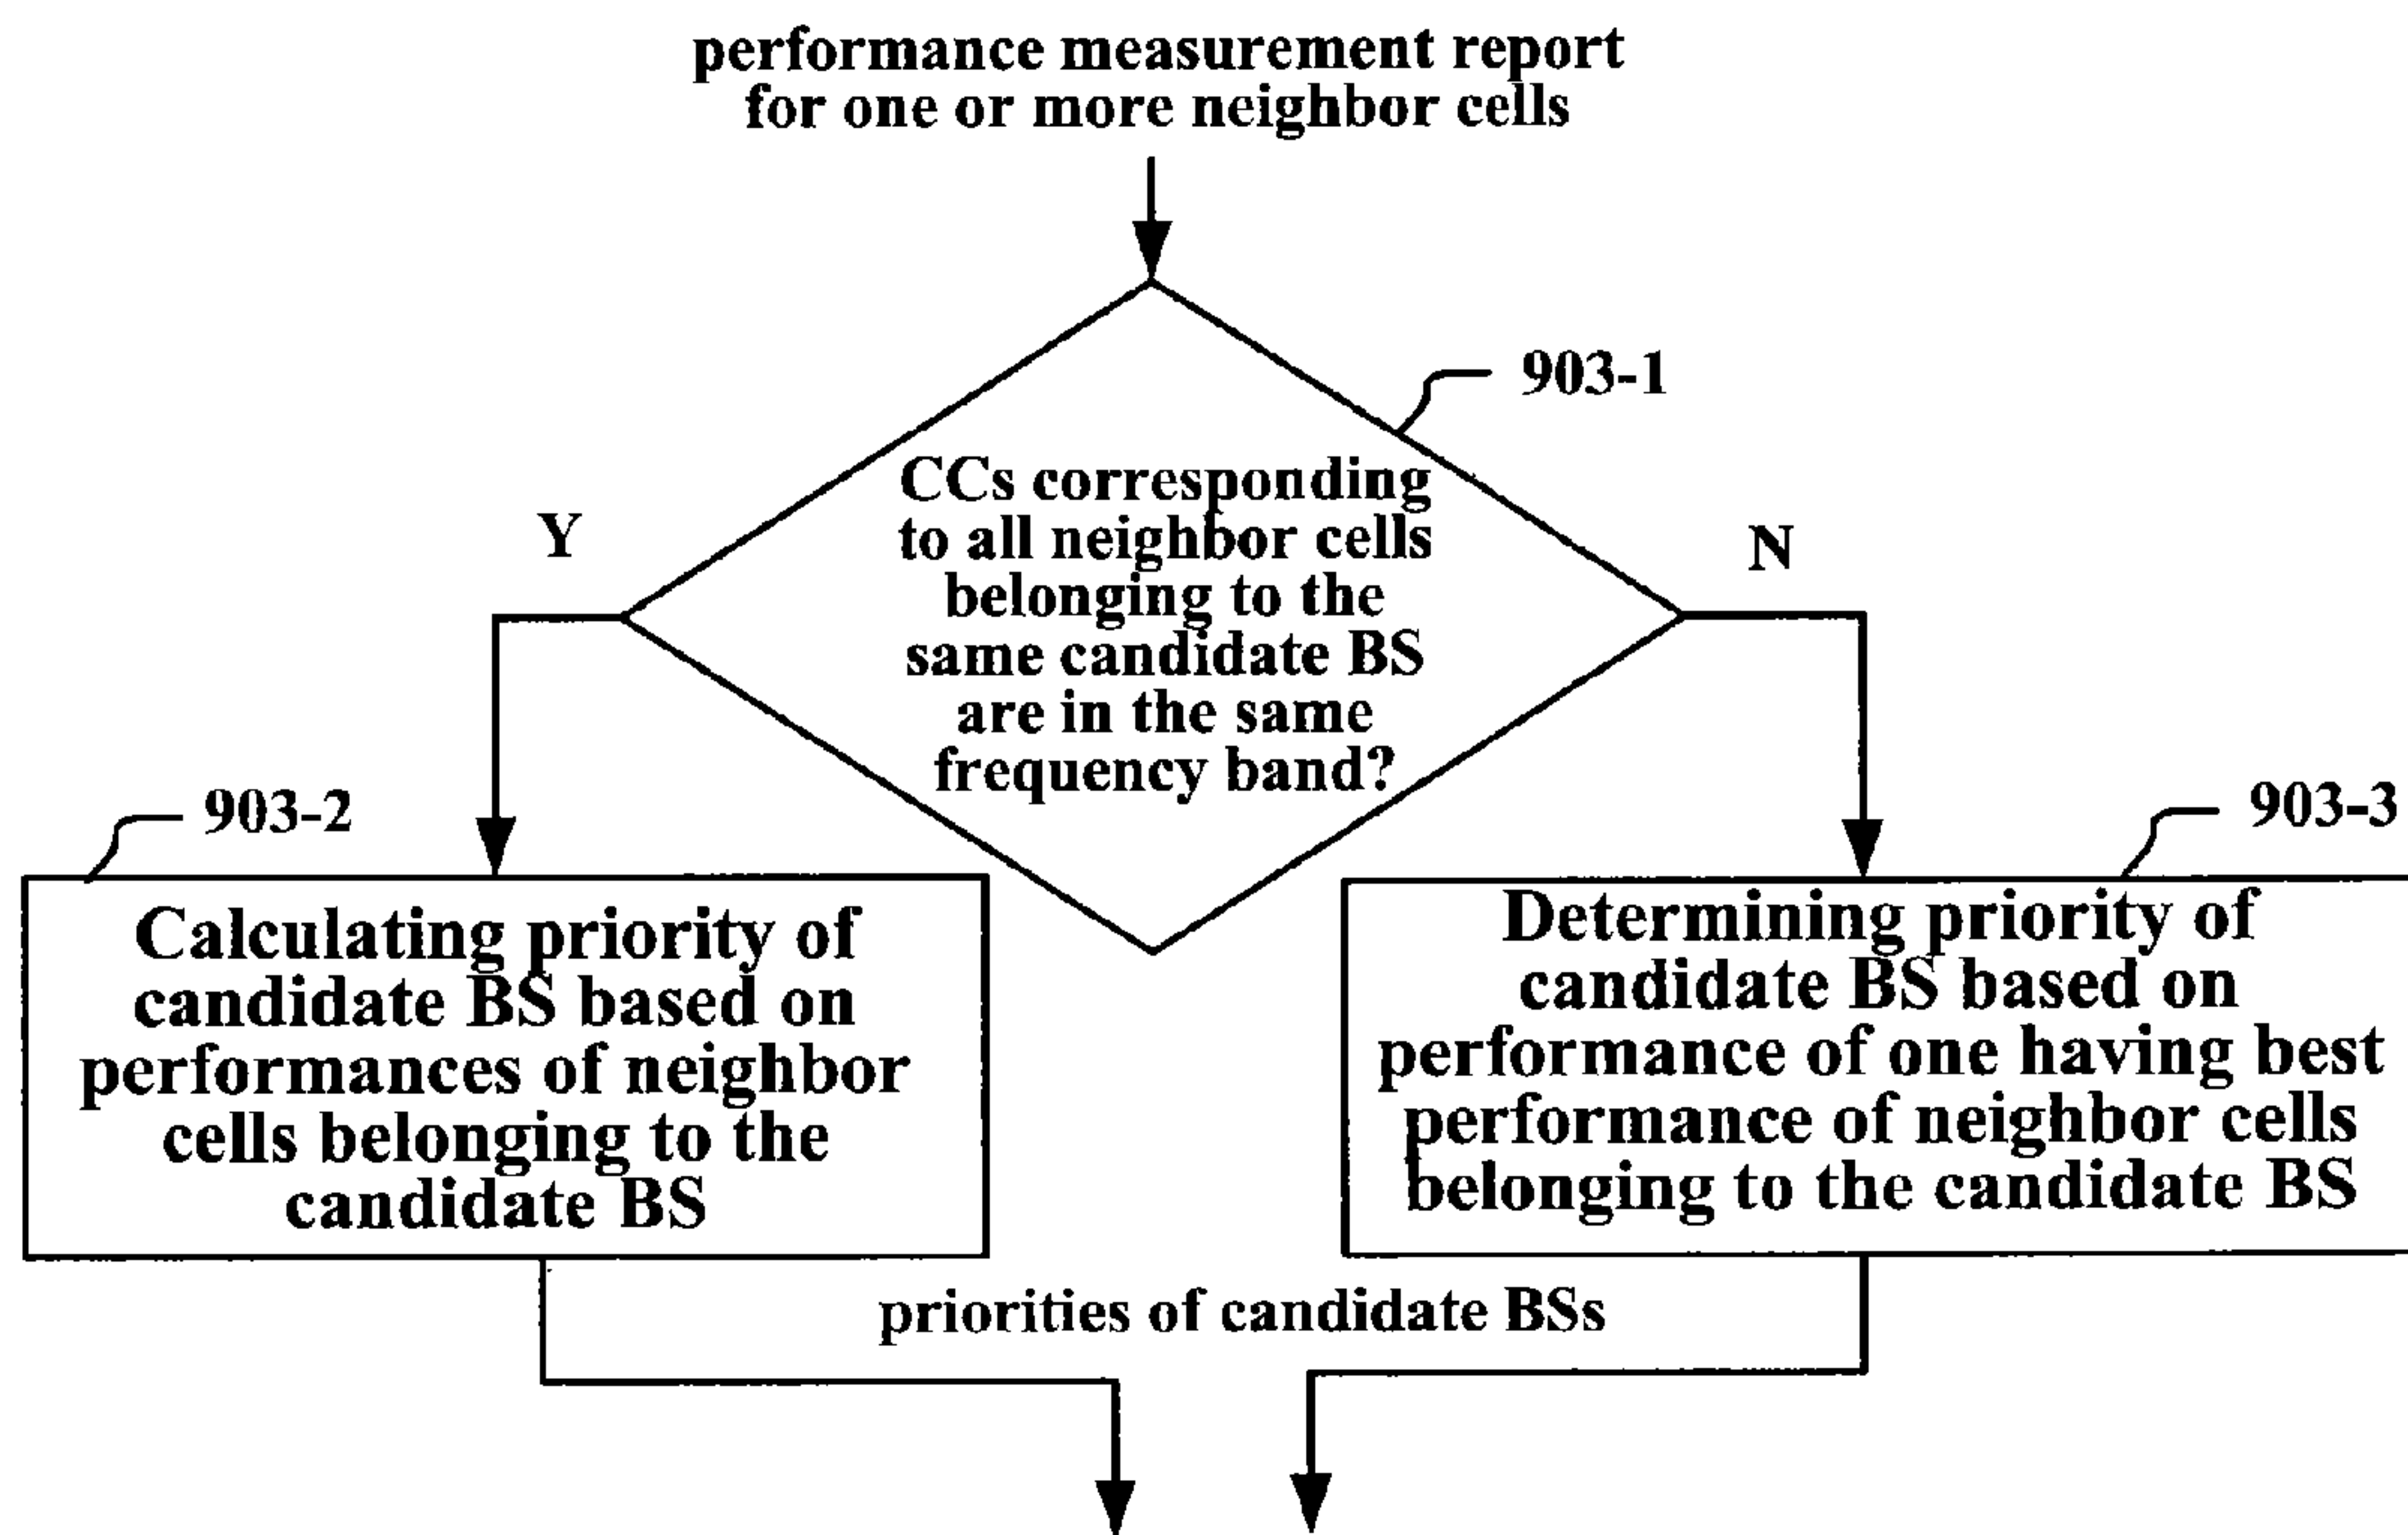 performance measurement report
for one or more neighbor cells
903-1
CCs corresponding
to all neighbor cells
belonging to the
same candidate BS
are in the same
frequency band?
Y
N
903-2
903-3
Calculating priority of
candidate BS based on
performances of neighbor
cells belonging to the
candidate BS
Determining priority of
candidate BS based on
performance of one having best
performance of neighbor cells
belonging to the candidate BS
priorities of candidate BSs